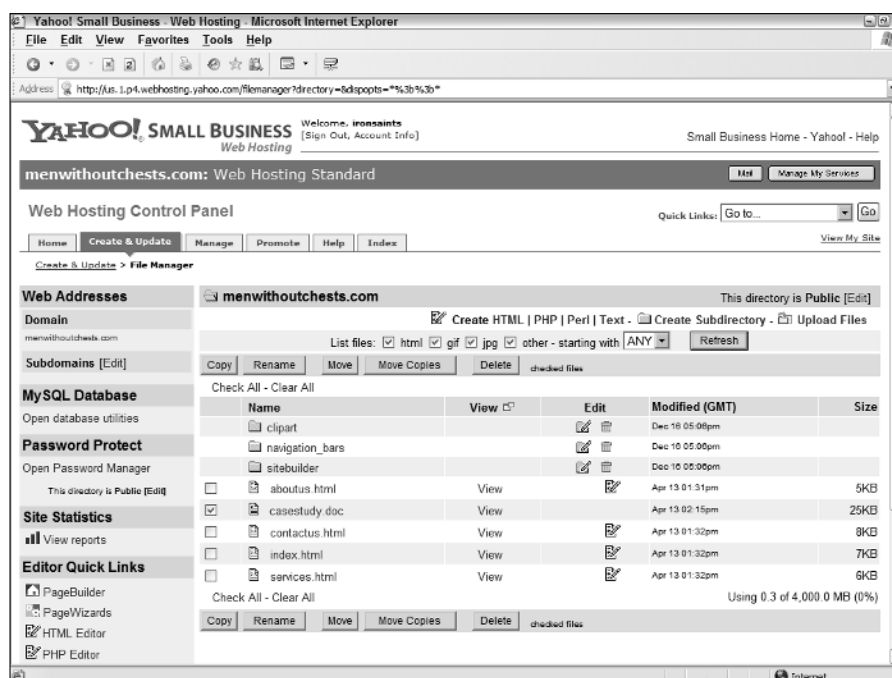 Yahoo! Small Business - Web Hosting - Microsoft Internet Explorer
File Edit View Favorites Tools Help
Address http://us.1.p4.webhosting.yahoo.com/filemanager?directory=&dispopts=*%3b%3b*
YAHOO! SMALL BUSINESS
Web Hosting
Welcome, ironsaints
[Sign Out, Account Info]
Small Business Home - Yahoo! - Help
menwithoutchests.com: Web Hosting Standard
Mail Manage My Services
Web Hosting Control Panel
Quick Links: Go to... Go
Home Create & Update Manage Promote Help Index
View My Site
Create & Update > File Manager
Web Addresses
Domain
menwithoutchests.com
Subdomains [Edit]
MySQL Database
Open database utilities
Password Protect
Open Password Manager
This directory is Public [Edit]
Site Statistics
View reports
Editor Quick Links
PageBuilder
PageWizards
HTML Editor
PHP Editor
menwithoutchests.com
This directory is Public [Edit]
Create HTML | PHP | Perl | Text - Create Subdirectory - Upload Files
List files: html gif jpg other - starting with ANY Refresh
Copy Rename Move Move Copies Delete checked files
Check All - Clear All
Name View Edit Modified (GMT) Size
clipart Dec 16 05:06pm
navigation_bars Dec 16 05:06pm
sitebuilder Dec 16 05:06pm
aboutus.html View Apr 13 01:31pm 5KB
casestudy.doc View Apr 13 02:15pm 25KB
contactus.html View Apr 13 01:32pm 8KB
index.html View Apr 13 01:32pm 7KB
services.html View Apr 13 01:32pm 6KB
Check All - Clear All
Using 0.3 of 4,000.0 MB (0%)
Copy Rename Move Move Copies Delete checked files
Internet